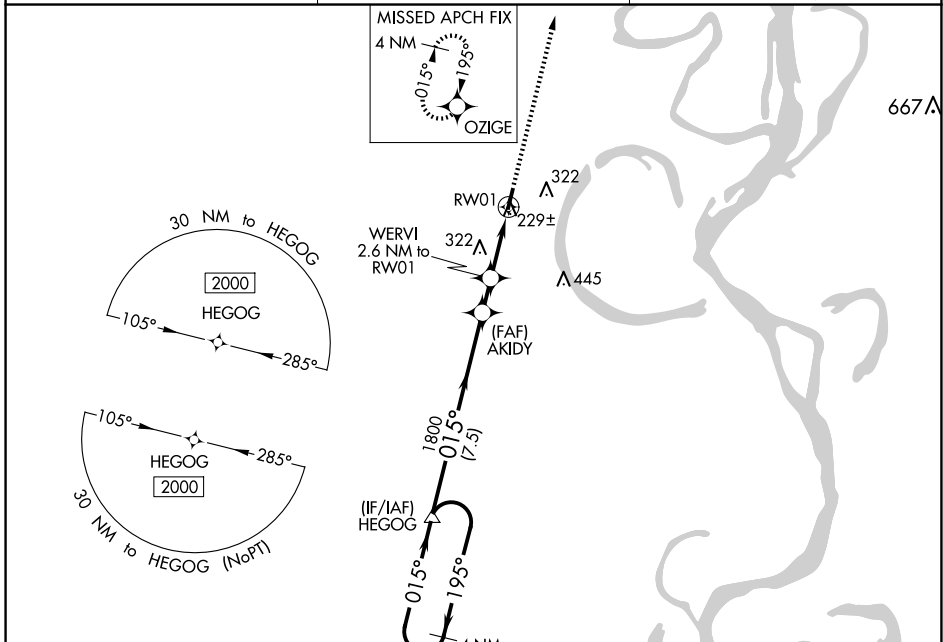 MISSED APCH FIX
4 NM
015°
195°
OZIGE
667
RW01
322
229±
WERVI
2.6 NM to
RW01
322
445
30 NM to HEGOG
2000
HEGOG
105°
285°
(FAF)
AKIDY
105°
285°
HEGOG
2000
30 NM to HEGOG (NoPT)
1800
015°
(7.5)
(IF/IAF)
HEGOG
015°
195°
4 NM